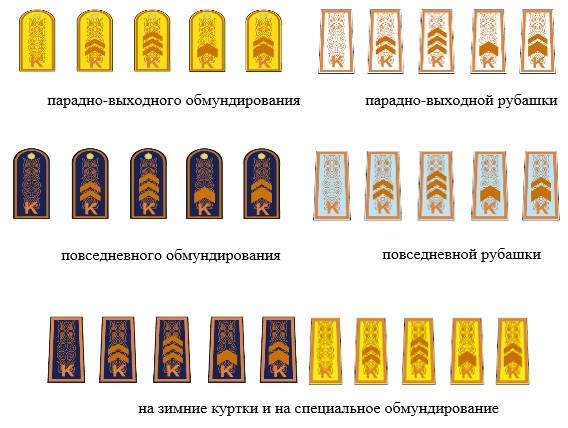 парадно-выходного обмундирования
парадно-выходной рубашки
повседневного обмундирования
повседневной рубашки
на зимние куртки и на специальное обмундирование